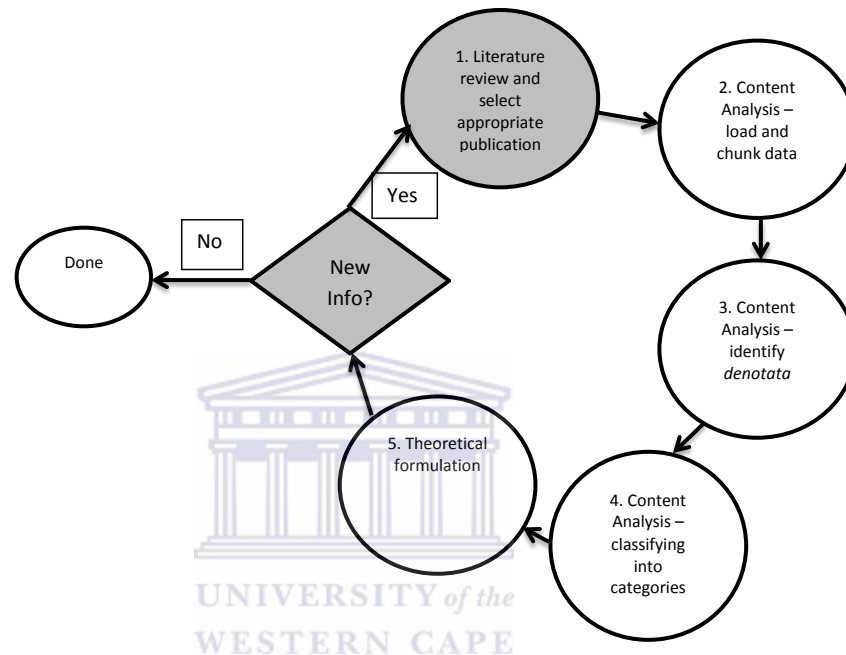 1. Literature
review and
select
appropriate
publication
2. Content
Analysis –
load and
chunk data
3. Content
Analysis –
identify
denotata
4. Content
Analysis –
classifying
into
categories
5. Theoretical
formulation
New
Info?
Yes
No
Done
UNIVERSITY of the
WESTERN CAPE